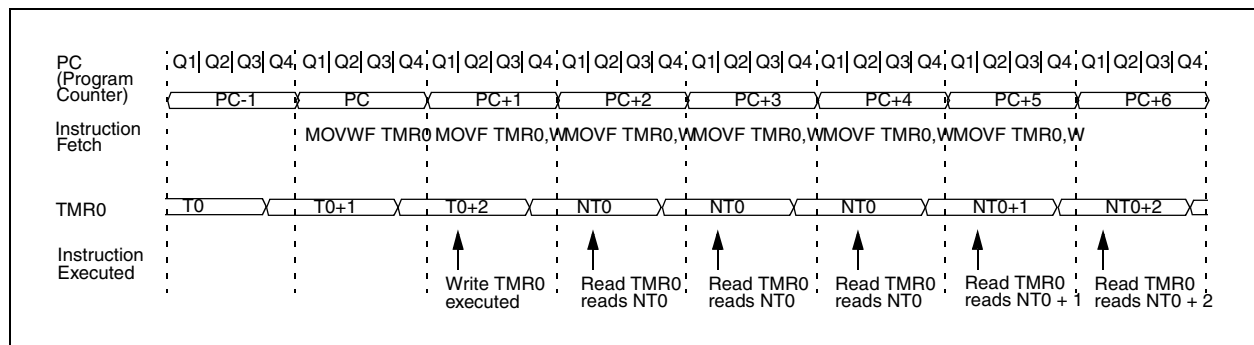 PC
(Program
Counter)
Q1 Q2 Q3 Q4 Q1 Q2 Q3 Q4 Q1 Q2 Q3 Q4 Q1 Q2 Q3 Q4 Q1 Q2 Q3 Q4 Q1 Q2 Q3 Q4 Q1 Q2 Q3 Q4 Q1 Q2 Q3 Q4
PC-1 PC PC+1 PC+2 PC+3 PC+4 PC+5 PC+6
Instruction
Fetch
MOVWF TMR0 MOVF TMR0,W MOVF TMR0,W MOVF TMR0,W MOVF TMR0,W MOVF TMR0,W
TMR0
T0 T0+1 T0+2 NT0 NT0 NT0 NT0+1 NT0+2
Instruction
Executed
Write TMR0
executed
Read TMR0
reads NT0
Read TMR0
reads NT0
Read TMR0
reads NT0
Read TMR0
reads NT0 + 1
Read TMR0
reads NT0 + 2